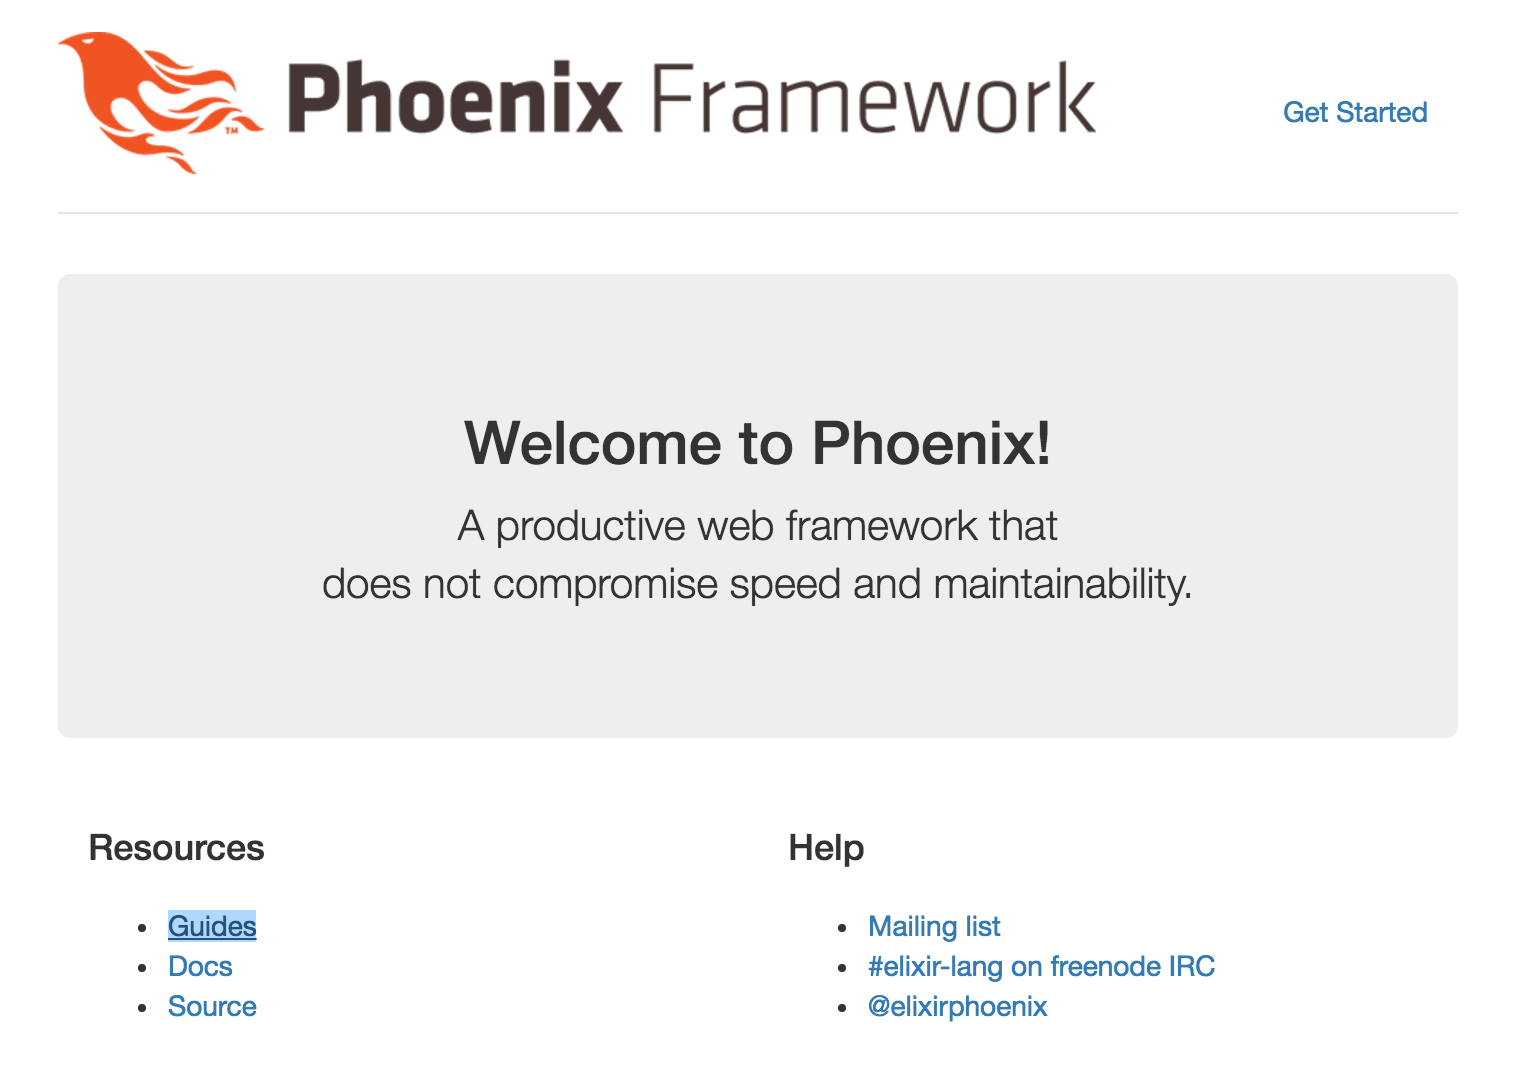 Phoenix Framework
TM
Get Started
Welcome to Phoenix!
A productive web framework that
does not compromise speed and maintainability.
Resources
Guides
Docs
Source
Help
Mailing list
#elixir-lang on freenode IRC
@elixirphoenix